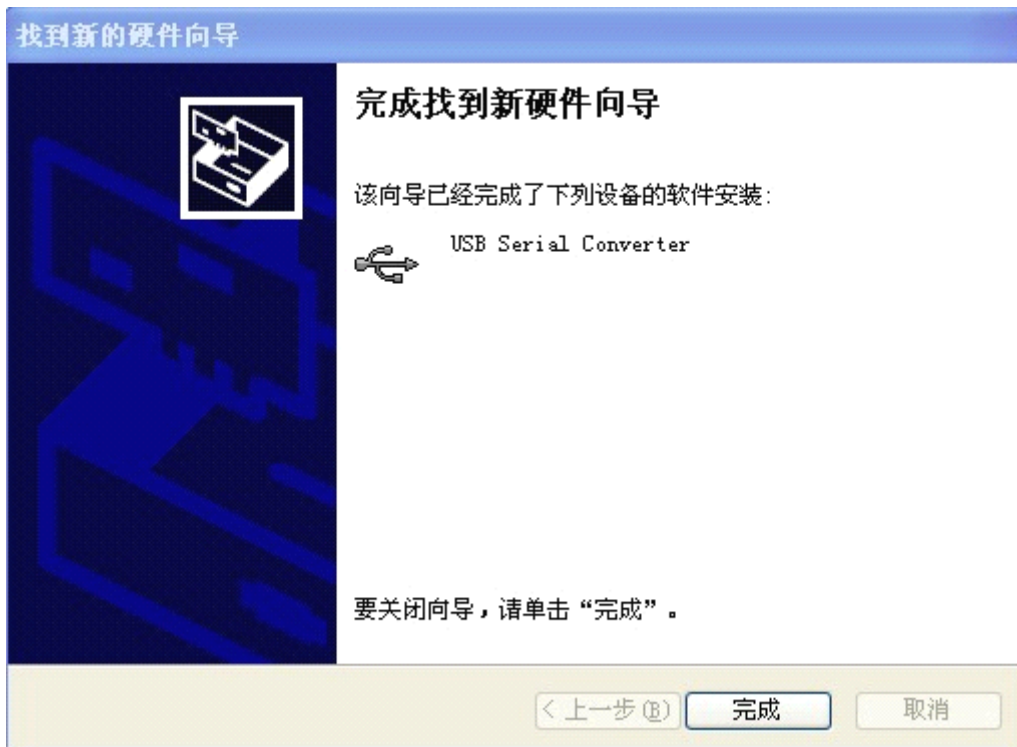 找到新的硬件向导
完成找到新硬件向导
该向导已经完成了下列设备的软件安装:
USB Serial Converter
要关闭向导，请单击“完成”。
< 上一步(B)
完成
取消